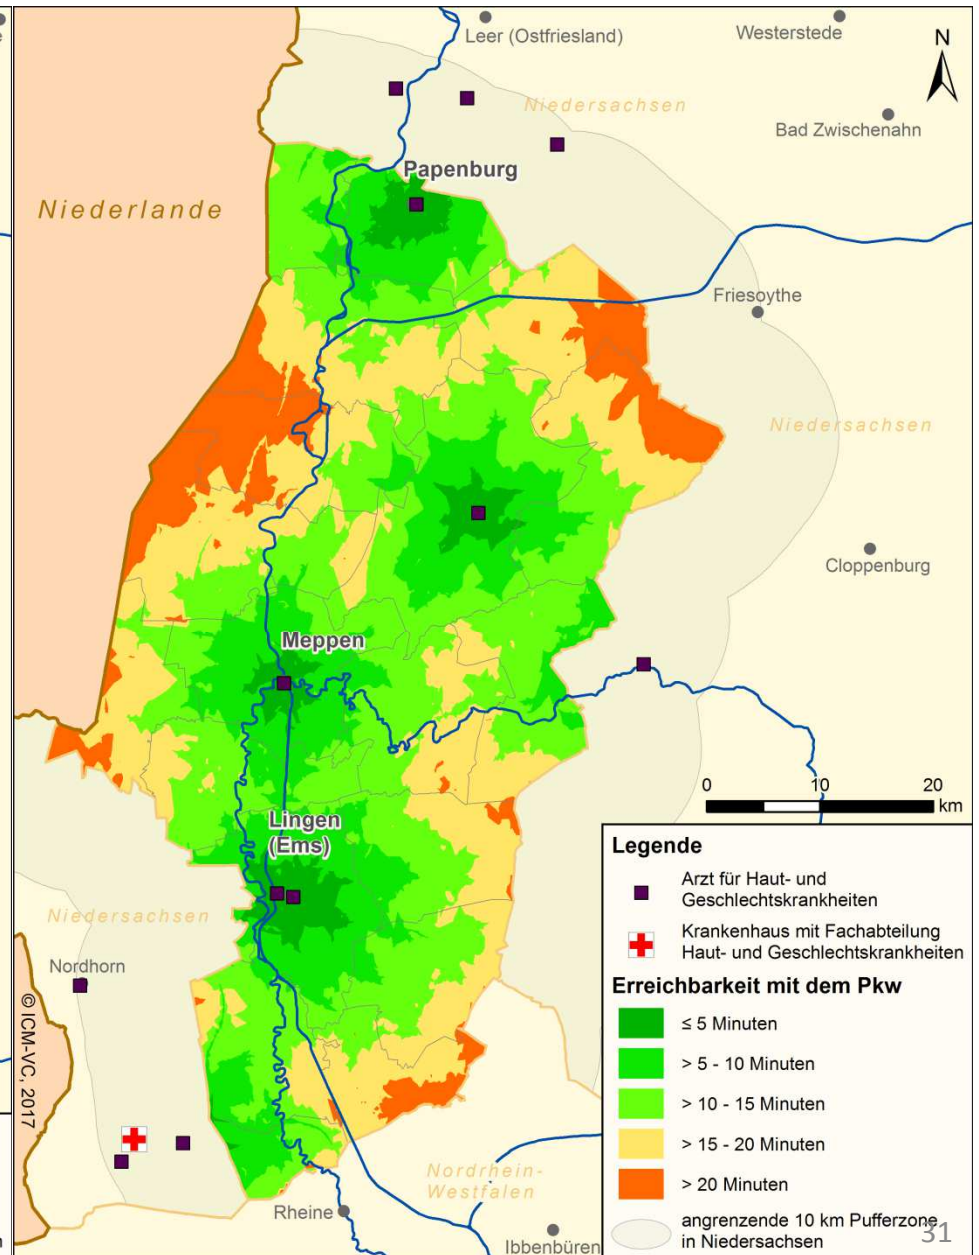 Leer (Ostfriesland)
Westerstede
N
Niedersachsen
Bad Zwischenahn
Papenburg
Niederlande
Friesoythe
Niedersachsen
Cloppenburg
Meppen
0 10 20
km
Lingen
(Ems)
Niedersachsen
Nordhorn
© ICM-VC, 2017
Nordrhein-
Westfalen
Rheine
Ibbenbüren
Legende
Arzt für Haut- und
Geschlechtskrankheiten
Krankenhaus mit Fachabteilung
Haut- und Geschlechtskrankheiten
Erreichbarkeit mit dem Pkw
≤ 5 Minuten
> 5 - 10 Minuten
> 10 - 15 Minuten
> 15 - 20 Minuten
> 20 Minuten
angrenzende 10 km Pufferzone
in Niedersachsen
31